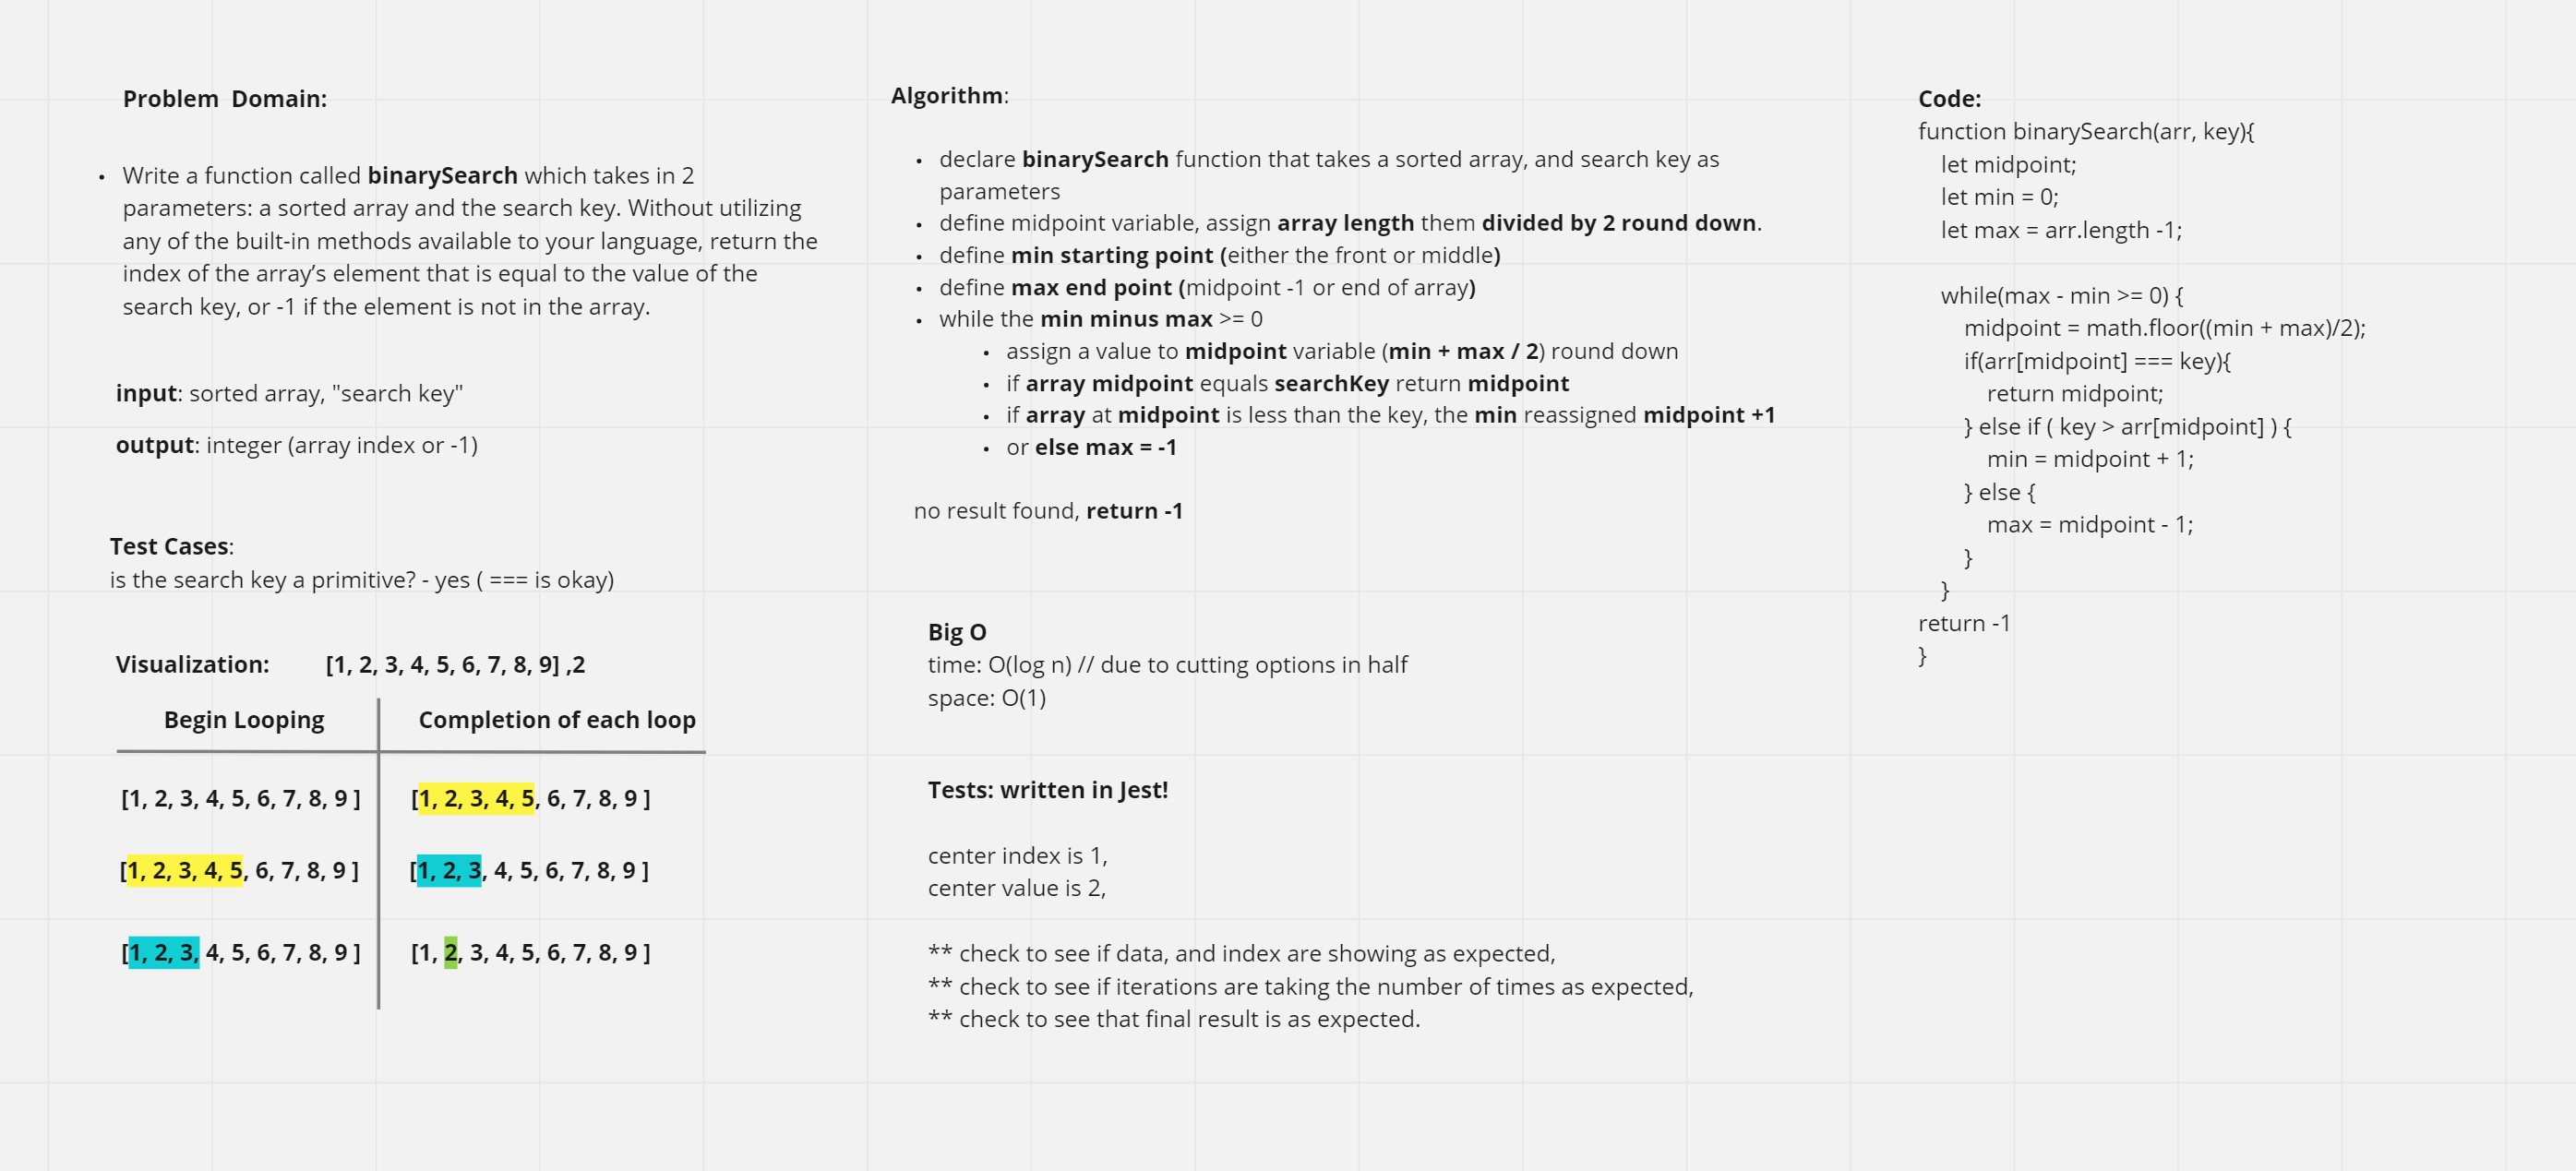 Problem  Domain:
• Write a function called binarySearch which takes in 2
parameters: a sorted array and the search key. Without utilizing
any of the built-in methods available to your language, return the
index of the array’s element that is equal to the value of the
search key, or -1 if the element is not in the array.
input: sorted array, "search key"
output: integer (array index or -1)
Test Cases:
is the search key a primitive? - yes ( === is okay)
Visualization: [1, 2, 3, 4, 5, 6, 7, 8, 9] ,2
Begin Looping Completion of each loop
[1, 2, 3, 4, 5, 6, 7, 8, 9 ] [1, 2, 3, 4, 5, 6, 7, 8, 9 ]
[1, 2, 3, 4, 5, 6, 7, 8, 9 ] [1, 2, 3, 4, 5, 6, 7, 8, 9 ]
[1, 2, 3, 4, 5, 6, 7, 8, 9 ] [1, 2, 3, 4, 5, 6, 7, 8, 9 ]
Algorithm:
• declare binarySearch function that takes a sorted array, and search key as
parameters
• define midpoint variable, assign array length them divided by 2 round down.
• define min starting point (either the front or middle)
• define max end point (midpoint -1 or end of array)
• while the min minus max >= 0
• assign a value to midpoint variable (min + max / 2) round down
• if array midpoint equals searchKey return midpoint
• if array at midpoint is less than the key, the min reassigned midpoint +1
• or else max = -1
no result found, return -1
Big O
time: O(log n) // due to cutting options in half
space: O(1)
Tests: written in Jest!
center index is 1,
center value is 2,
** check to see if data, and index are showing as expected,
** check to see if iterations are taking the number of times as expected,
** check to see that final result is as expected.
Code:
function binarySearch(arr, key){
let midpoint;
let min = 0;
let max = arr.length -1;
while(max - min >= 0) {
midpoint = math.floor((min + max)/2);
if(arr[midpoint] === key){
return midpoint;
} else if ( key > arr[midpoint] ) {
min = midpoint + 1;
} else {
max = midpoint - 1;
}
}
return -1
}